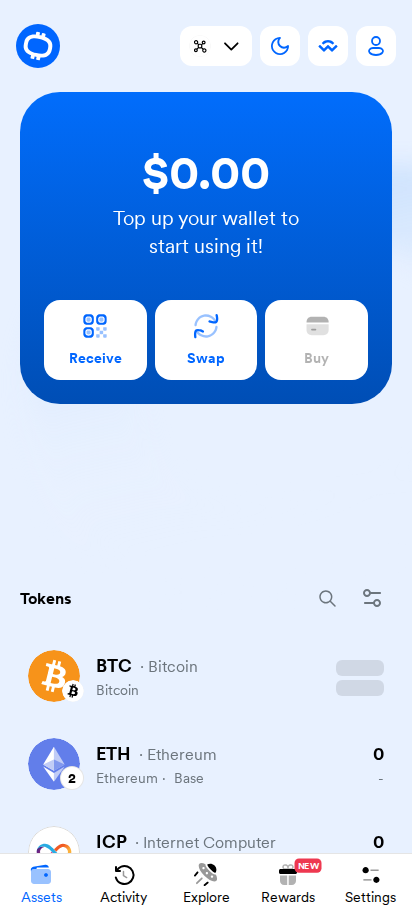 $0.00
Top up your wallet to
start using it!
Receive
Swap
Buy
Tokens
BTC · Bitcoin
Bitcoin
ETH · Ethereum
0
2
Ethereum · Base
-
ICP · Internet Computer
0
NEW
Assets
Activity
Explore
Rewards
Settings